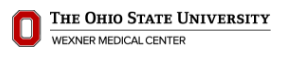 THE OHIO STATE UNIVERSITY
WEXNER MEDICAL CENTER